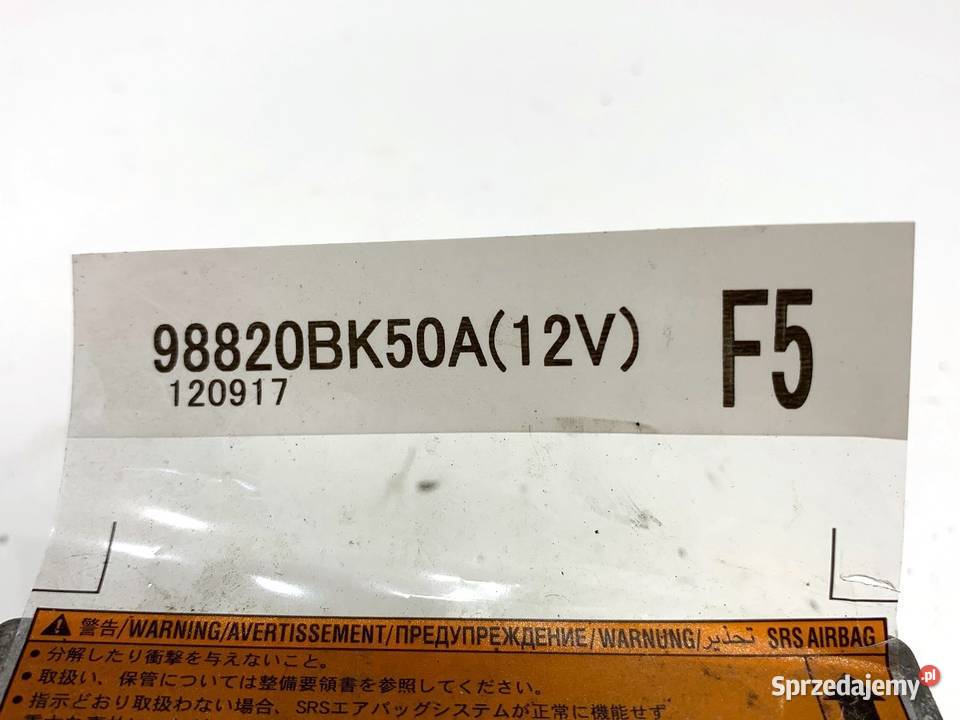 98820BK50A(12V) F5
120917
警告/WARNING/AVERTISSEMENT/ПРЕДУПРЕЖДЕНИЕ/WARNUNG/تحذير SRS AIRBAG
• 分解したり衝撃を与えないこと。
• 取扱い、保管については整備要領書を参照してください。
• 指示どおり取扱わない場合、SRSエアバッグシステムが正常に機能せず
Sprzedajemy.pl